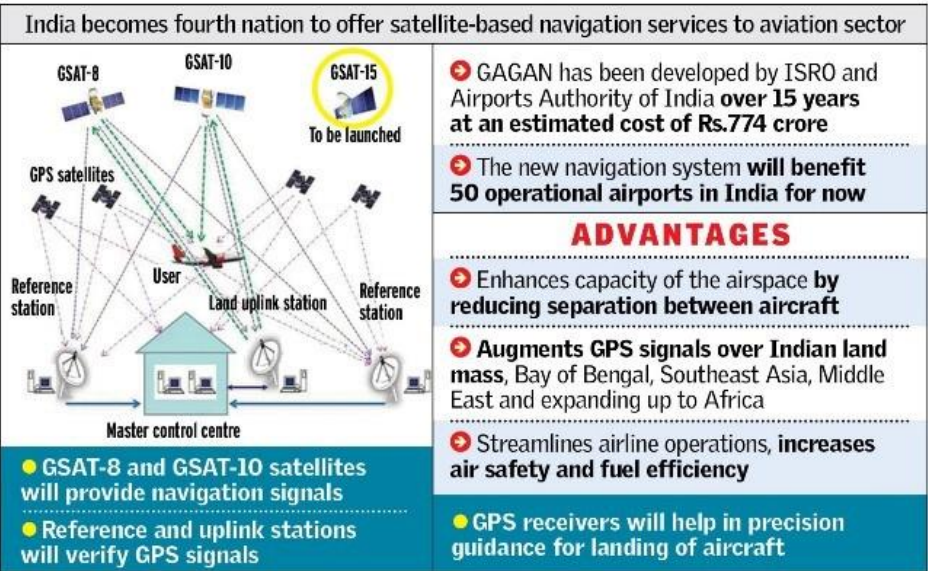 India becomes fourth nation to offer satellite-based navigation services to aviation sector
GSAT-8
GSAT-10
GSAT-15
To be launched
GPS satellites
User
Reference
station
Land uplink station
Reference
station
Master control centre
GSAT-8 and GSAT-10 satellites
will provide navigation signals
Reference and uplink stations
will verify GPS signals
GAGAN has been developed by ISRO and
Airports Authority of India over 15 years
at an estimated cost of Rs.774 crore
The new navigation system will benefit
50 operational airports in India for now
ADVANTAGES
Enhances capacity of the airspace by
reducing separation between aircraft
Augments GPS signals over Indian land
mass, Bay of Bengal, Southeast Asia, Middle
East and expanding up to Africa
Streamlines airline operations, increases
air safety and fuel efficiency
GPS receivers will help in precision
guidance for landing of aircraft